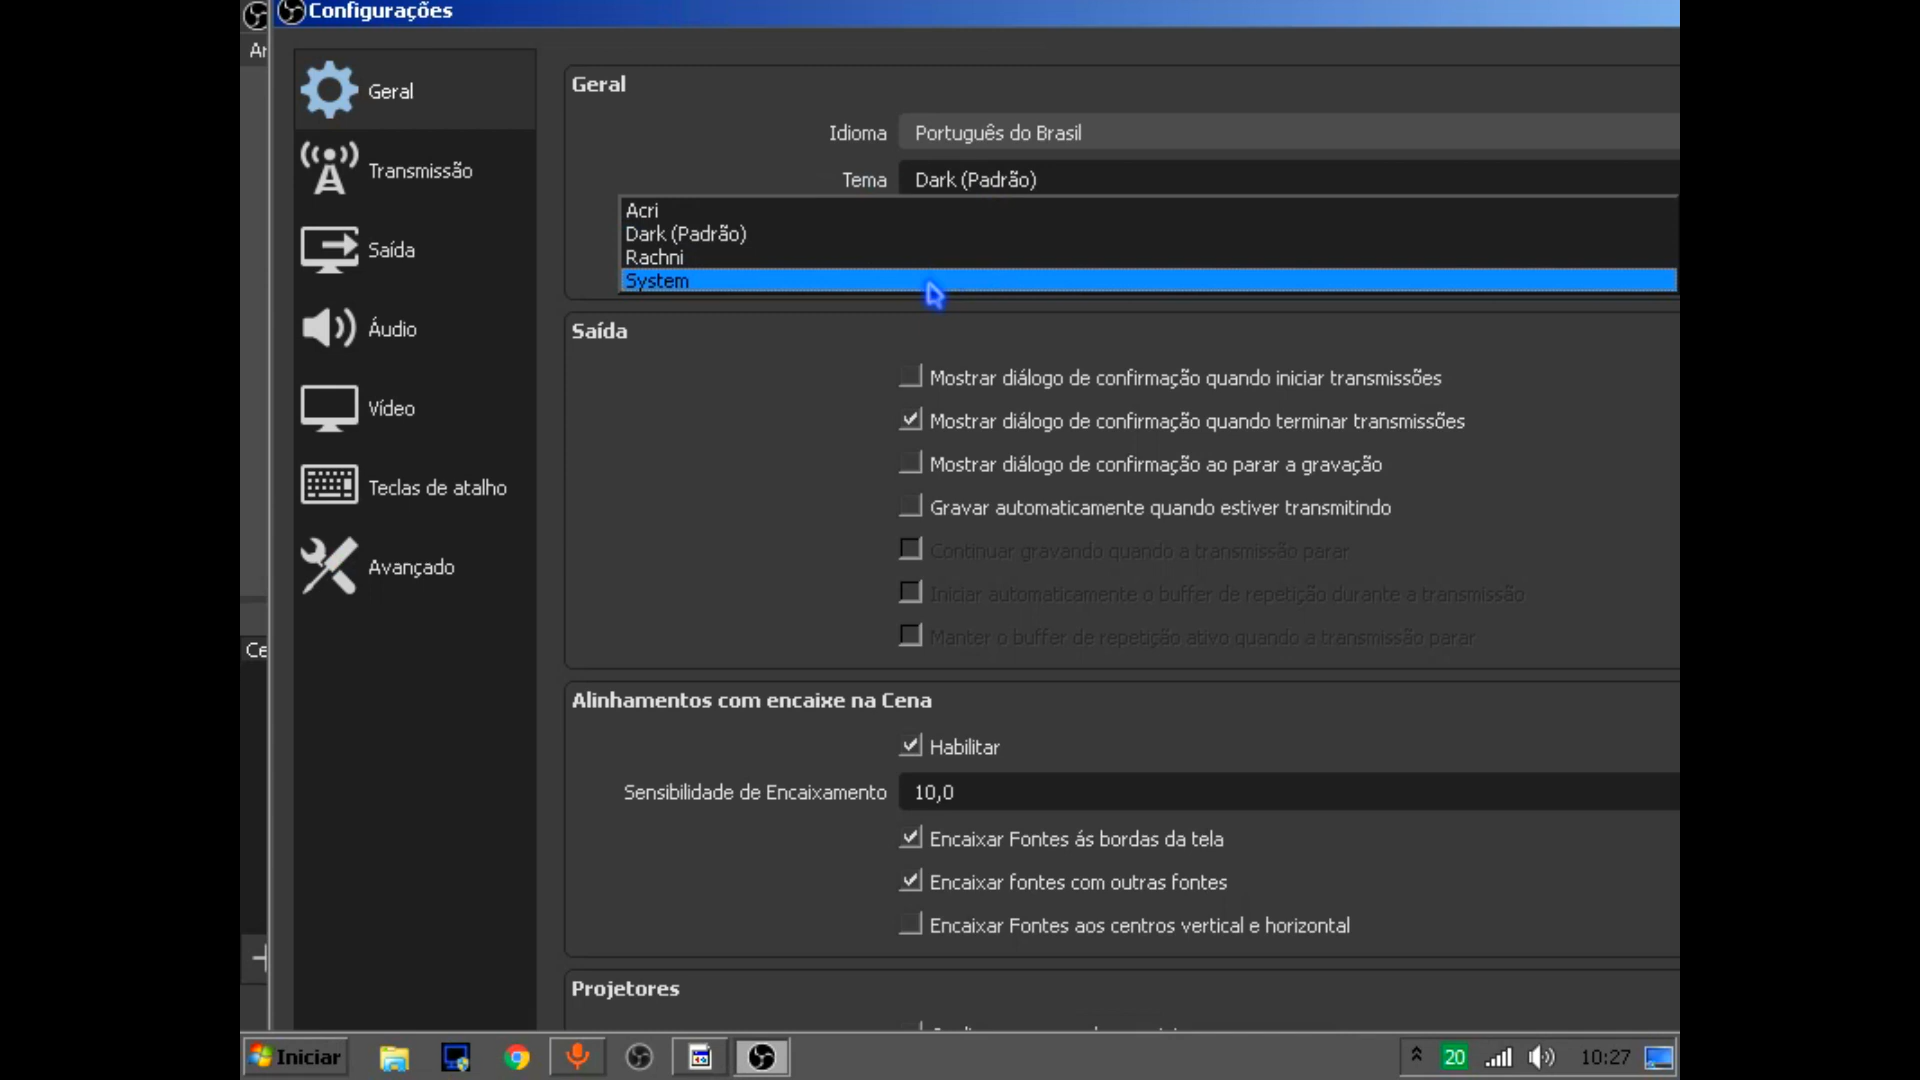 Configurações
Ar
Geral
Transmissão
Saída
Áudio
Vídeo
Teclas de atalho
Avançado
Ce
Geral
Idioma Português do Brasil
Tema Dark (Padrão)
Acri
Dark (Padrão)
Rachni
System
Saída
Mostrar diálogo de confirmação quando iniciar transmissões
Mostrar diálogo de confirmação quando terminar transmissões
Mostrar diálogo de confirmação ao parar a gravação
Gravar automaticamente quando estiver transmitindo
Continuar gravando quando a transmissão parar
Iniciar automaticamente o buffer de repetição durante a transmissão
Manter o buffer de repetição ativo quando a transmissão parar
Alinhamentos com encaixe na Cena
Habilitar
Sensibilidade de Encaixamento 10,0
Encaixar Fontes ás bordas da tela
Encaixar fontes com outras fontes
Encaixar Fontes aos centros vertical e horizontal
Projetores
Iniciar
20
10:27